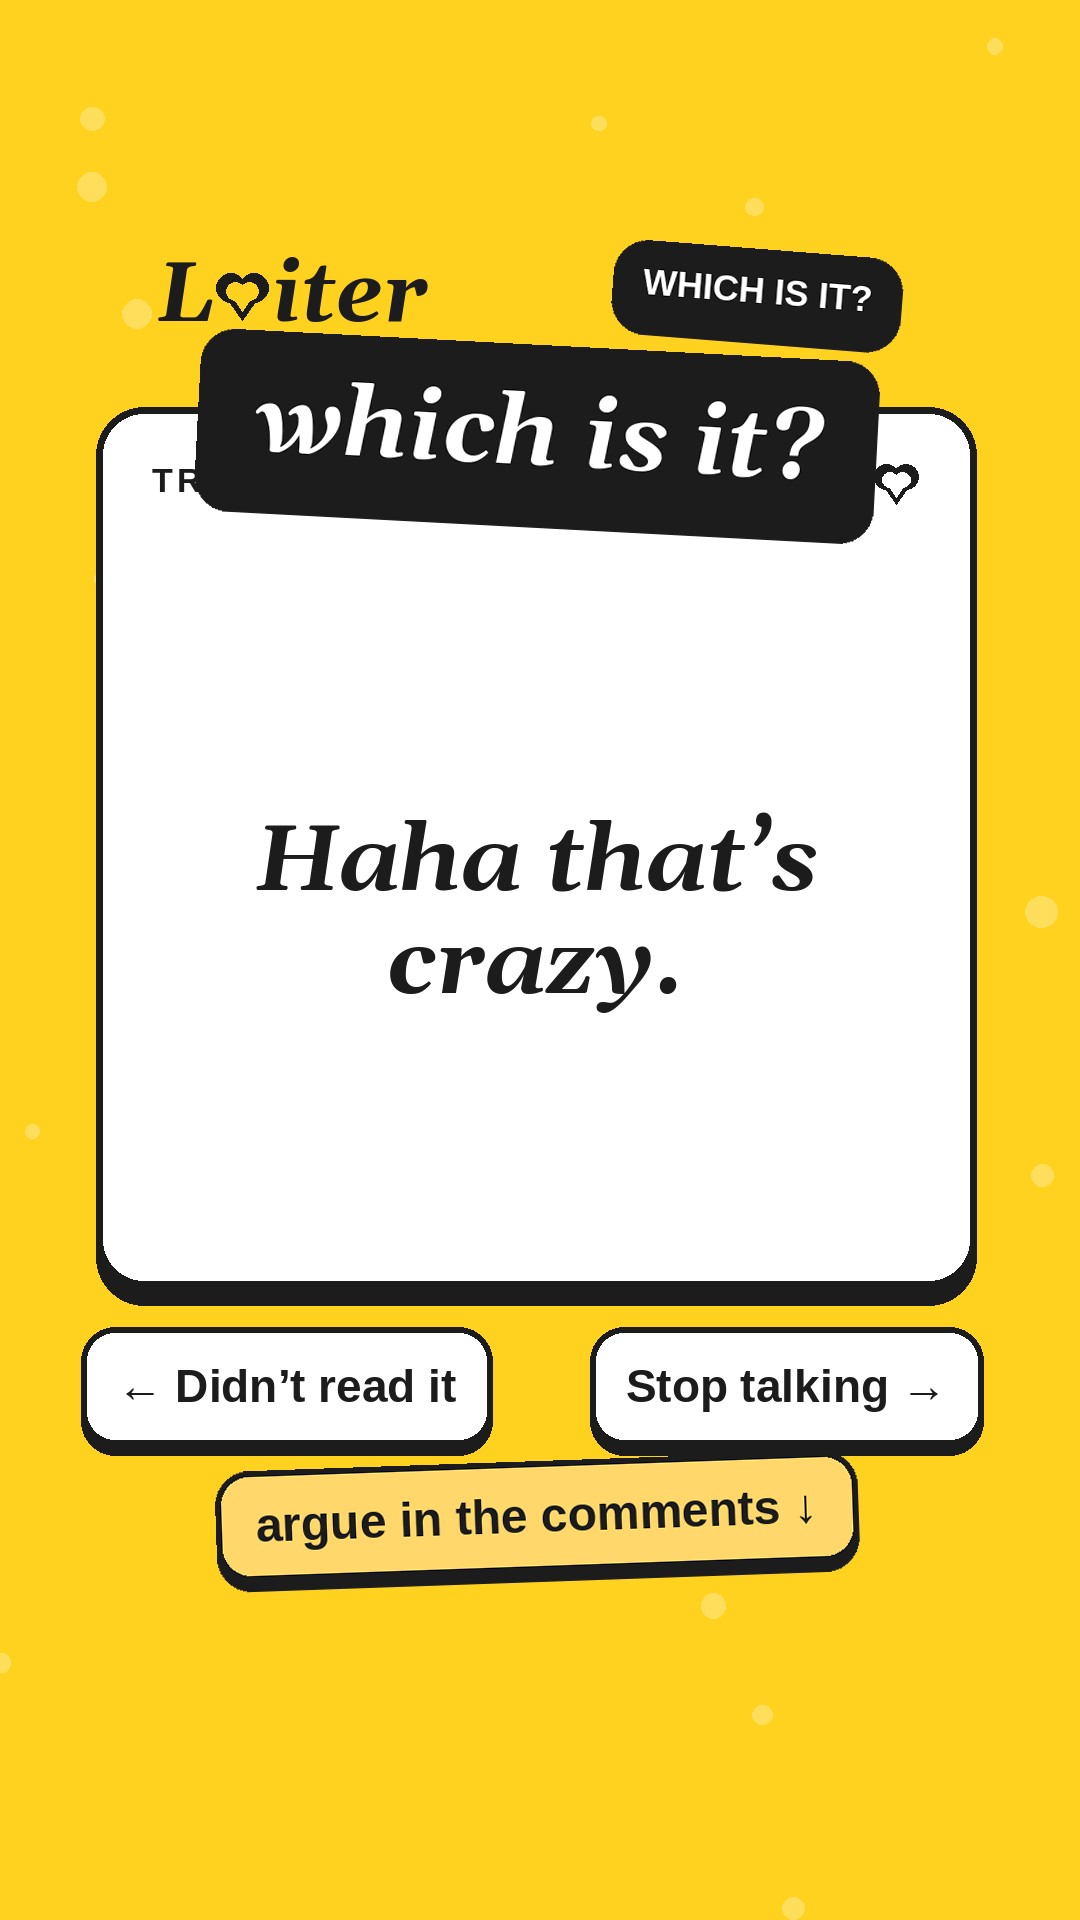 Loiter
WHICH IS IT?
which is it?
Haha that’s
crazy.
← Didn’t read it
Stop talking →
argue in the comments ↓